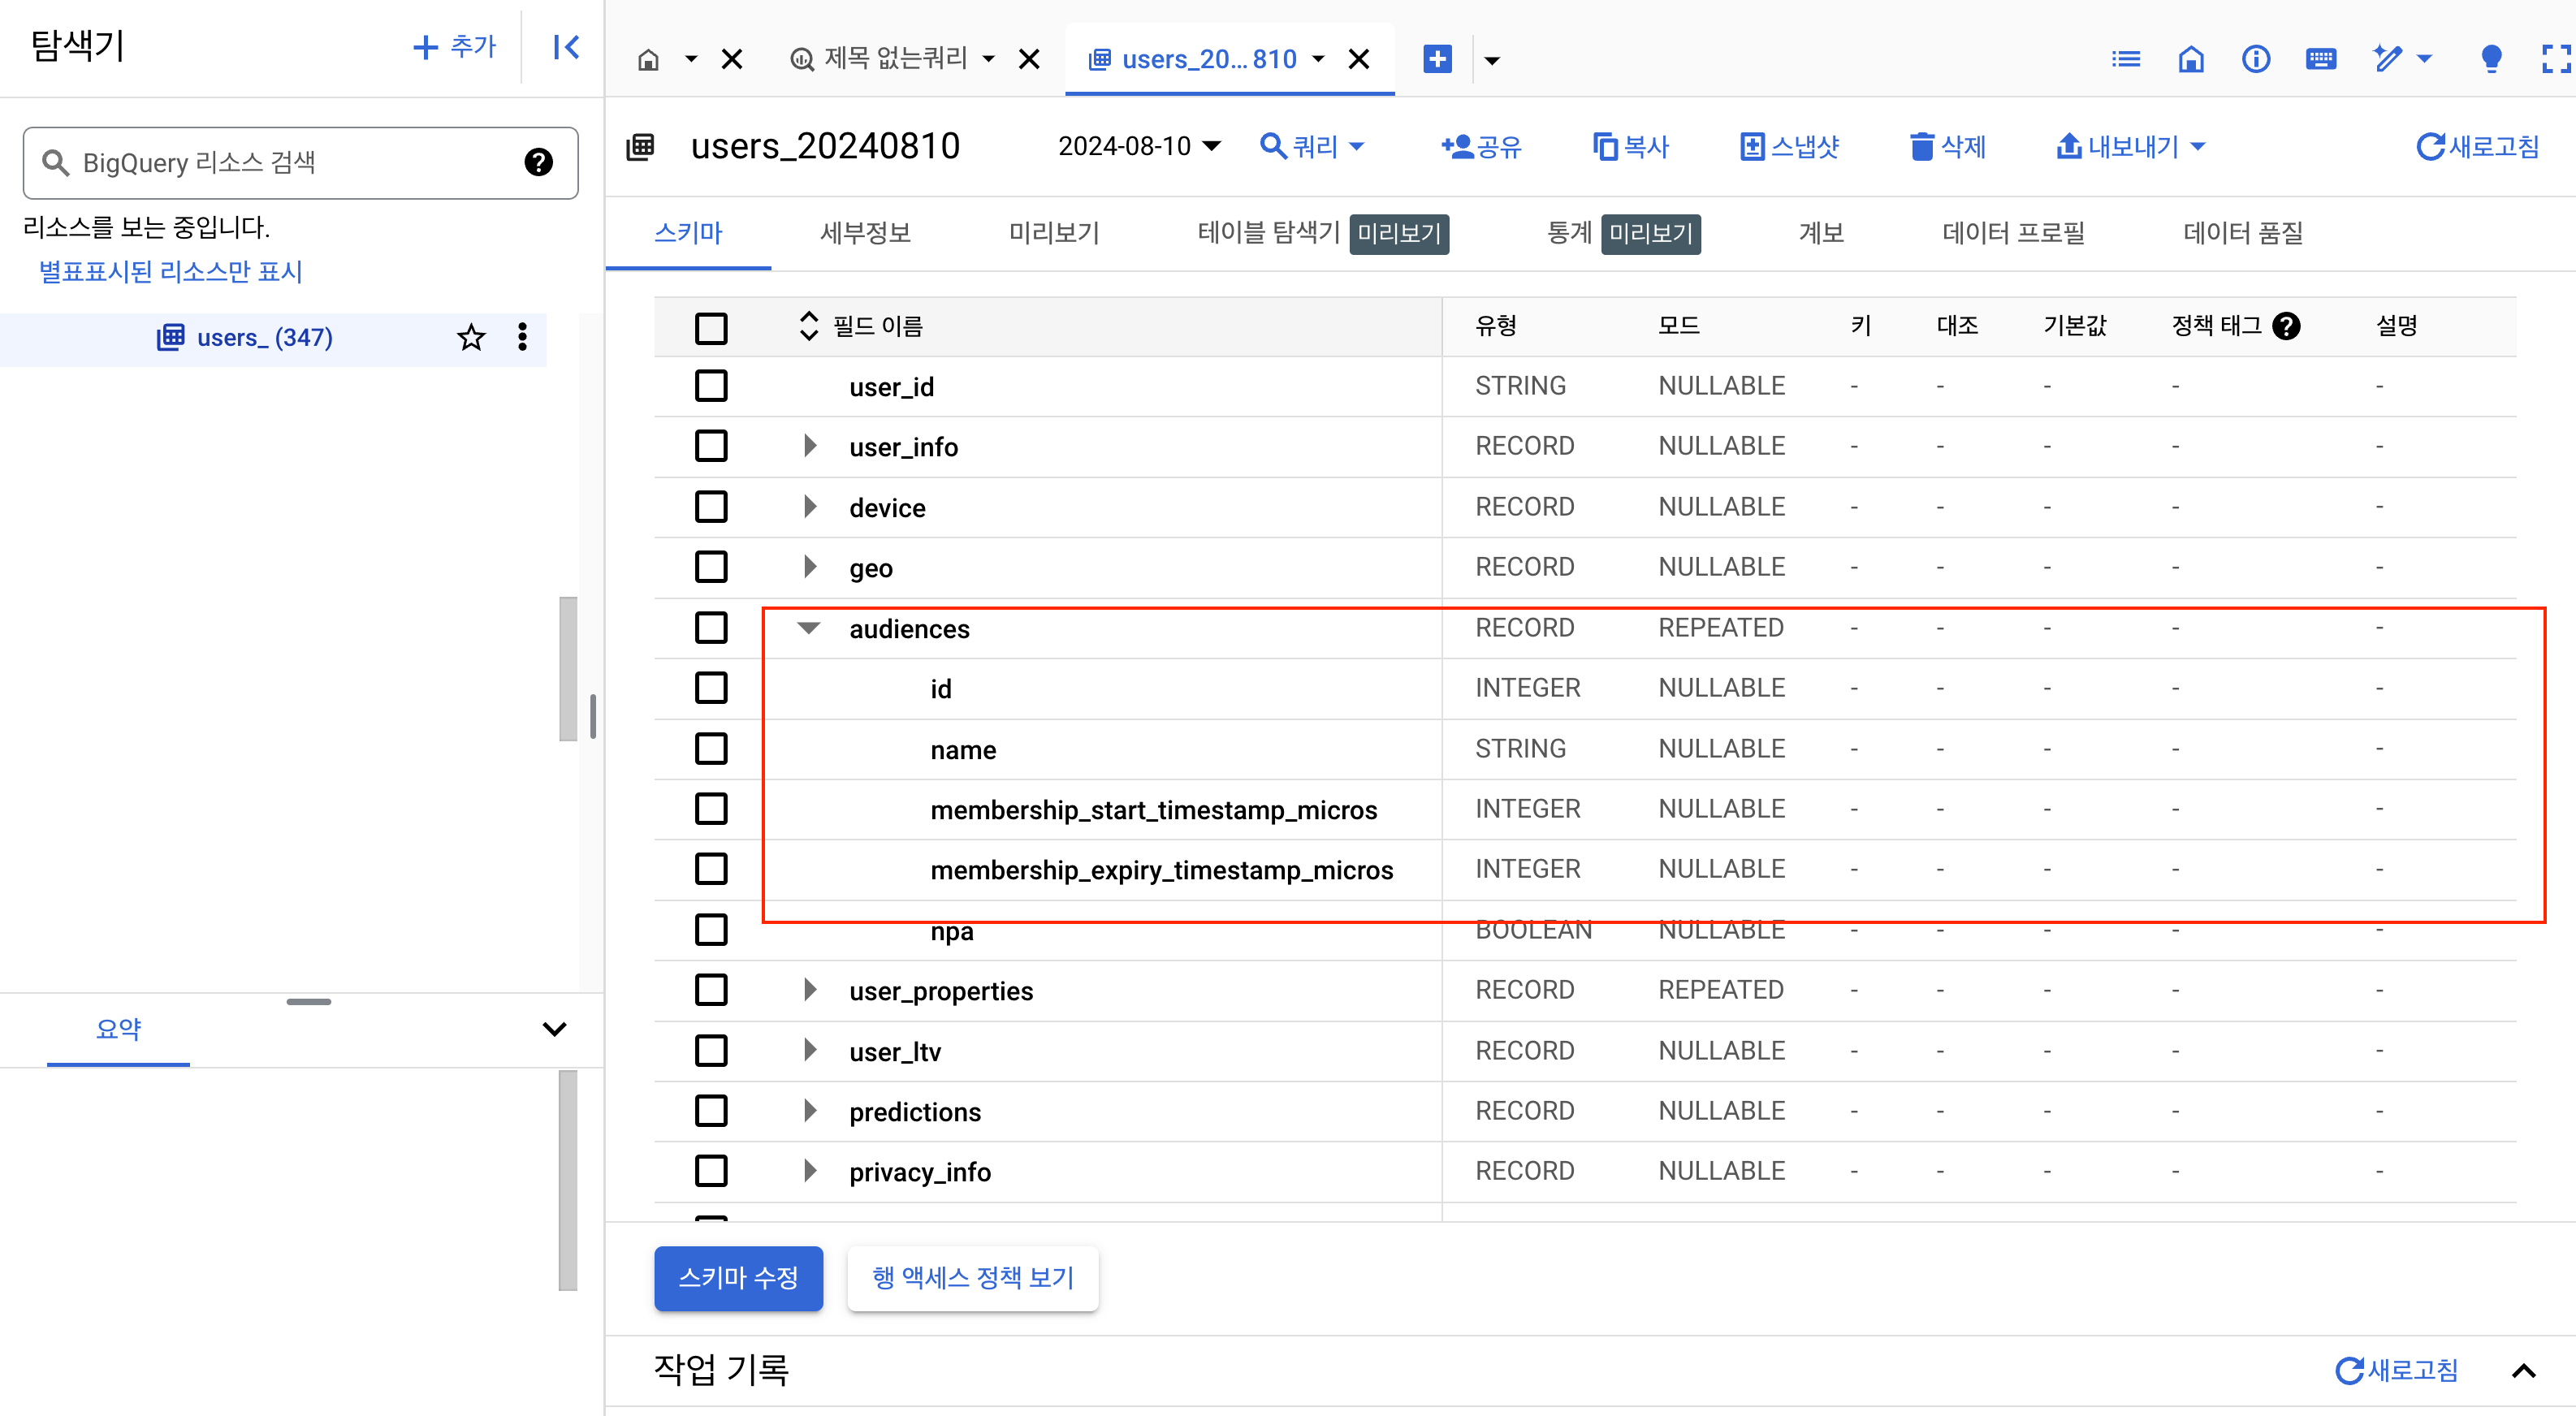 탐색기
추가
BigQuery 리소스 검색
리소스를 보는 중입니다.
별표표시된 리소스만 표시
users_ (347)
요약
제목 없는쿼리
users_20... 810
users_20240810
2024-08-10
쿼리
공유
복사
스냅샷
삭제
내보내기
새로고침
스키마 세부정보 미리보기 테이블 탐색기 미리보기 통계 미리보기 계보 데이터 프로필 데이터 품질
필드 이름 유형 모드 키 대조 기본값 정책 태그 설명
user_id STRING NULLABLE - - - - -
user_info RECORD NULLABLE - - - - -
device RECORD NULLABLE - - - - -
geo RECORD NULLABLE - - - - -
audiences RECORD REPEATED - - - - -
id INTEGER NULLABLE - - - - -
name STRING NULLABLE - - - - -
membership_start_timestamp_micros INTEGER NULLABLE - - - - -
membership_expiry_timestamp_micros INTEGER NULLABLE - - - - -
npa BOOLEAN NULLABLE - - - - -
user_properties RECORD REPEATED - - - - -
user_ltv RECORD NULLABLE - - - - -
predictions RECORD NULLABLE - - - - -
privacy_info RECORD NULLABLE - - - - -
스키마 수정
행 액세스 정책 보기
작업 기록
새로고침